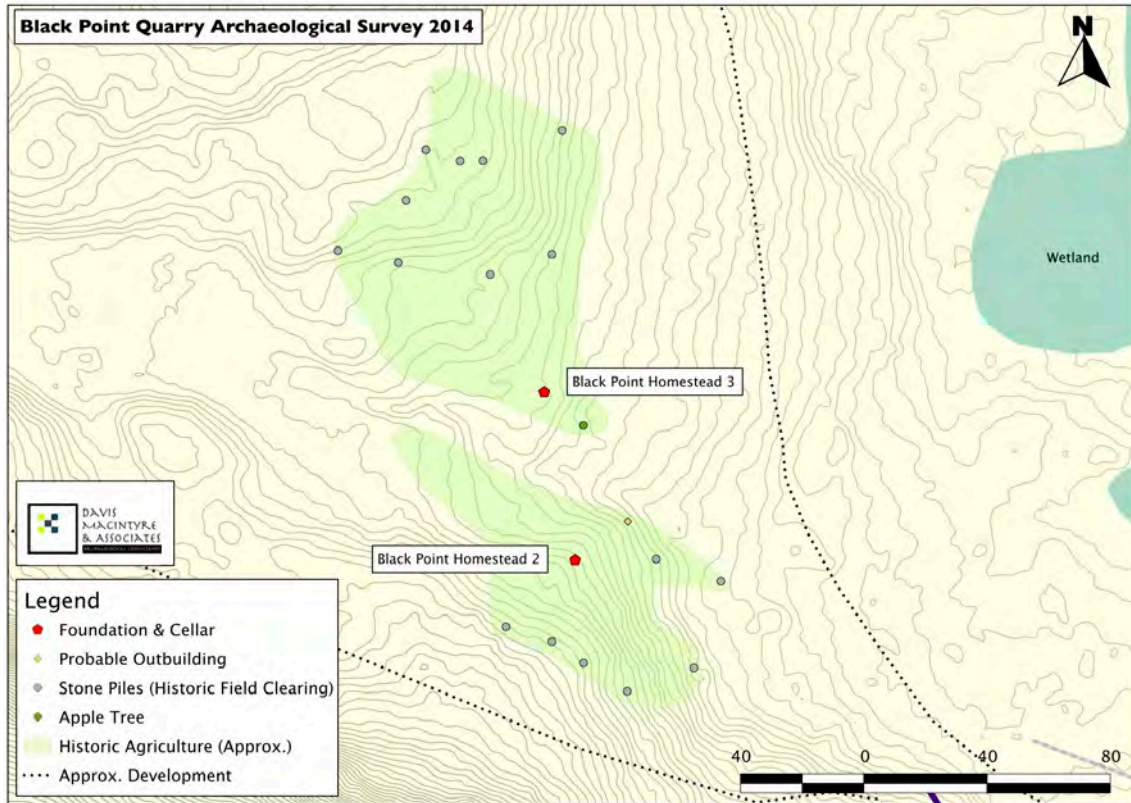 Black Point Quarry Archaeological Survey 2014
N
Wetland
Black Point Homestead 3
DAVIS
MACINTYRE
& ASSOCIATES
Black Point Homestead 2
Legend
Foundation & Cellar
Probable Outbuilding
Stone Piles (Historic Field Clearing)
Apple Tree
Historic Agriculture (Approx.)
Approx. Development
40 0 40 80